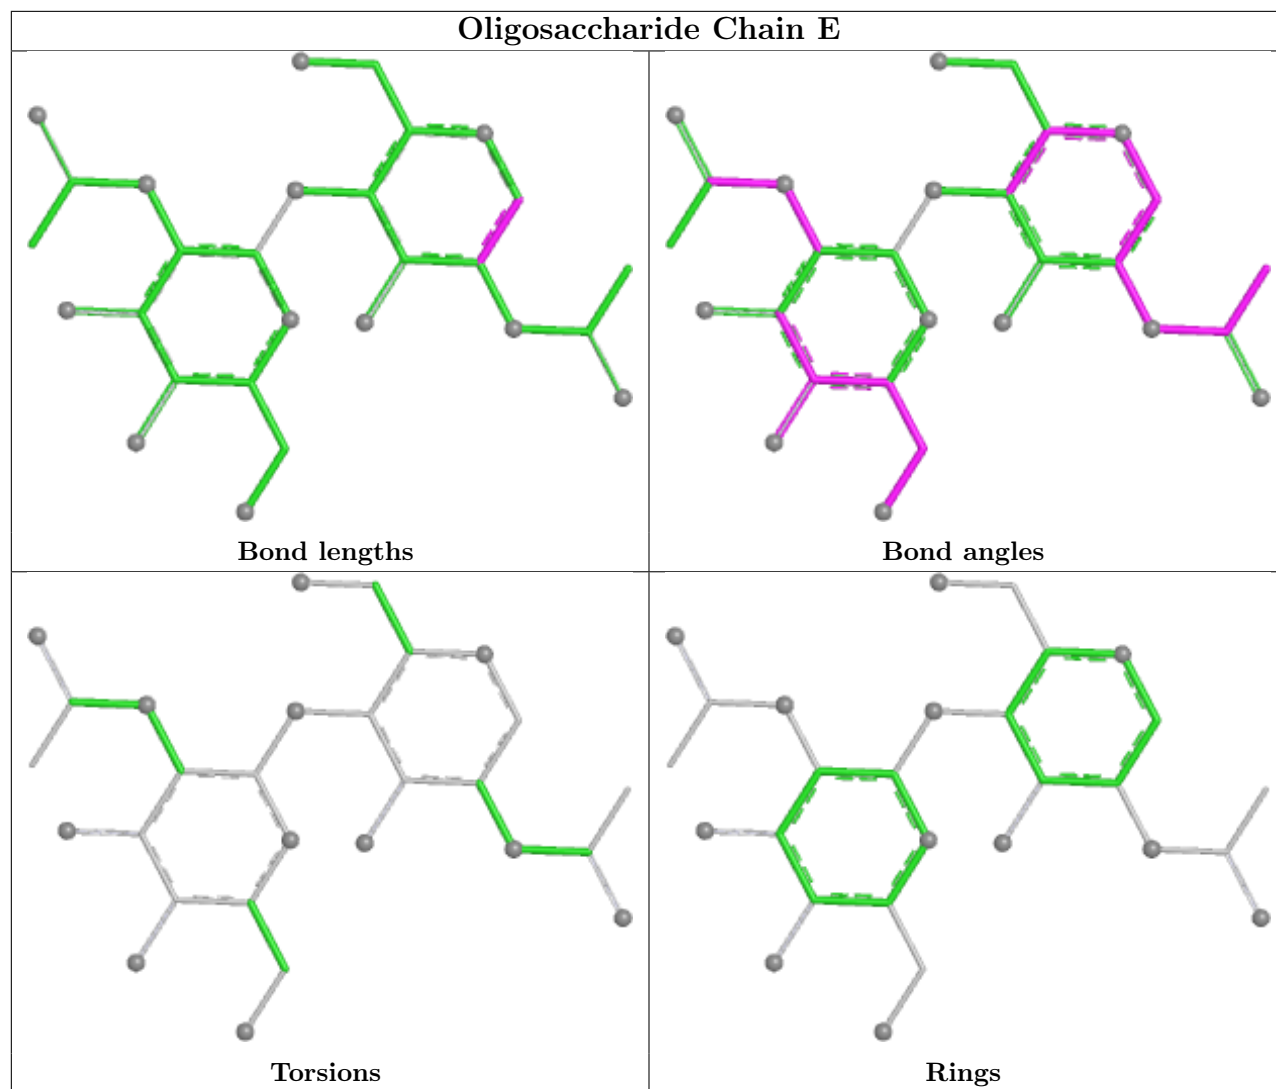 Oligosaccharide Chain E
Bond lengths
Bond angles
Torsions
Rings